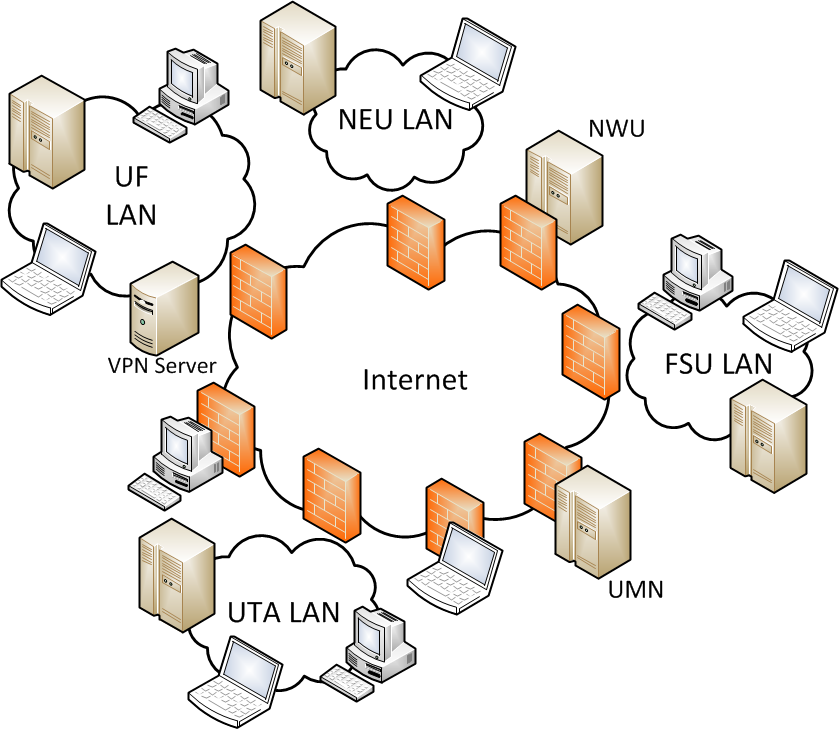 NEU LAN
NWU
UF
LAN
VPN Server
Internet
FSU LAN
UTA LAN
UMN